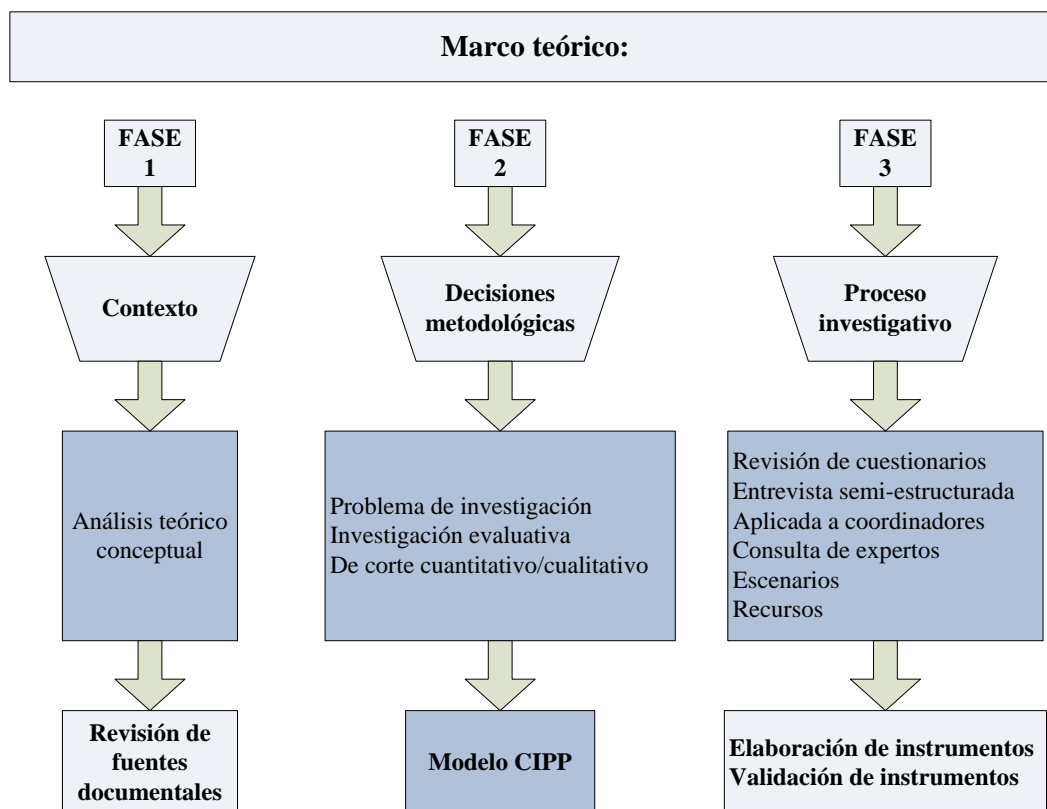 Marco teórico:
FASE
1
Contexto
Análisis teórico
conceptual
Revisión de
fuentes
documentales
FASE
2
Decisiones
metodológicas
Problema de investigación
Investigación evaluativa
De corte cuantitativo/cualitativo
Modelo CIPP
FASE
3
Proceso
investigativo
Revisión de cuestionarios
Entrevista semi-estructurada
Aplicada a coordinadores
Consulta de expertos
Escenarios
Recursos
Elaboración de instrumentos
Validación de instrumentos